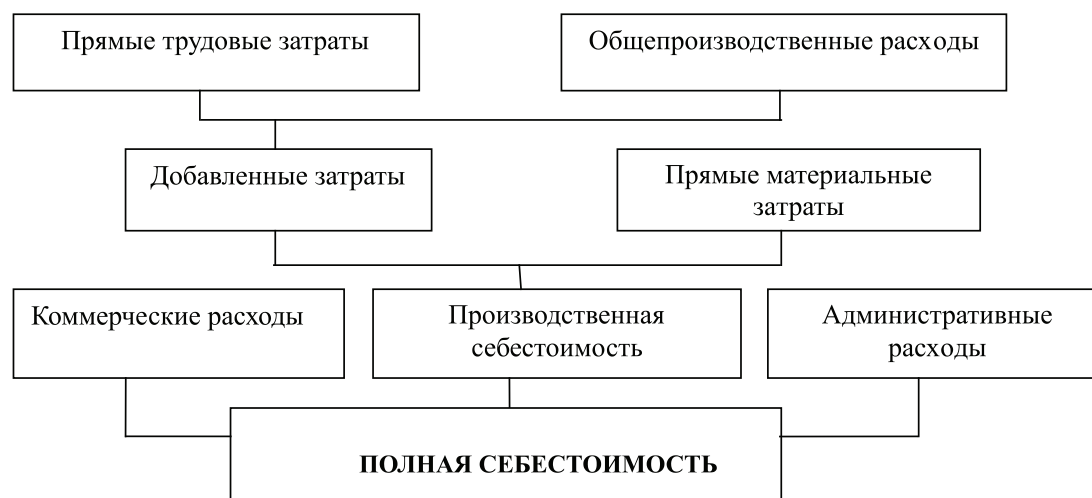 Прямые трудовые затраты
Общепроизводственные расходы
Добавленные затраты
Прямые материальные
затраты
Коммерческие расходы
Производственная
себестоимость
Административные
расходы
ПОЛНАЯ СЕБЕСТОИМОСТЬ